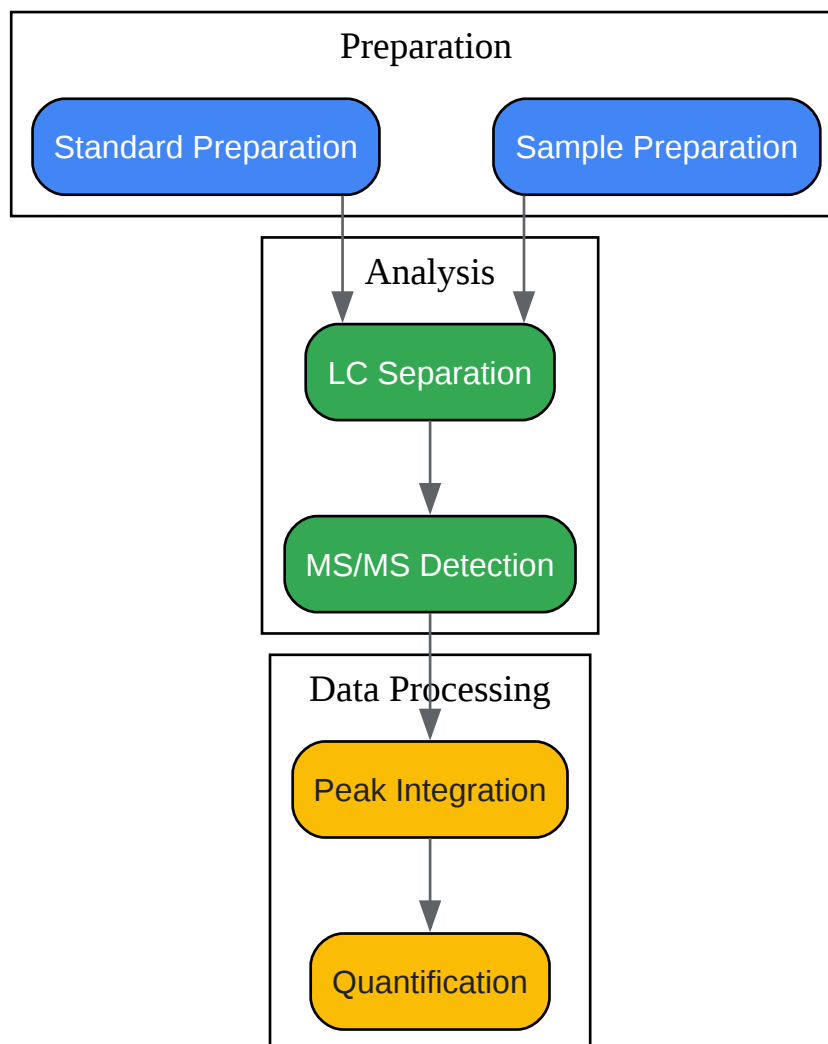 Preparation
Standard Preparation
Sample Preparation
Analysis
LC Separation
MS/MS Detection
Data Processing
Peak Integration
Quantification